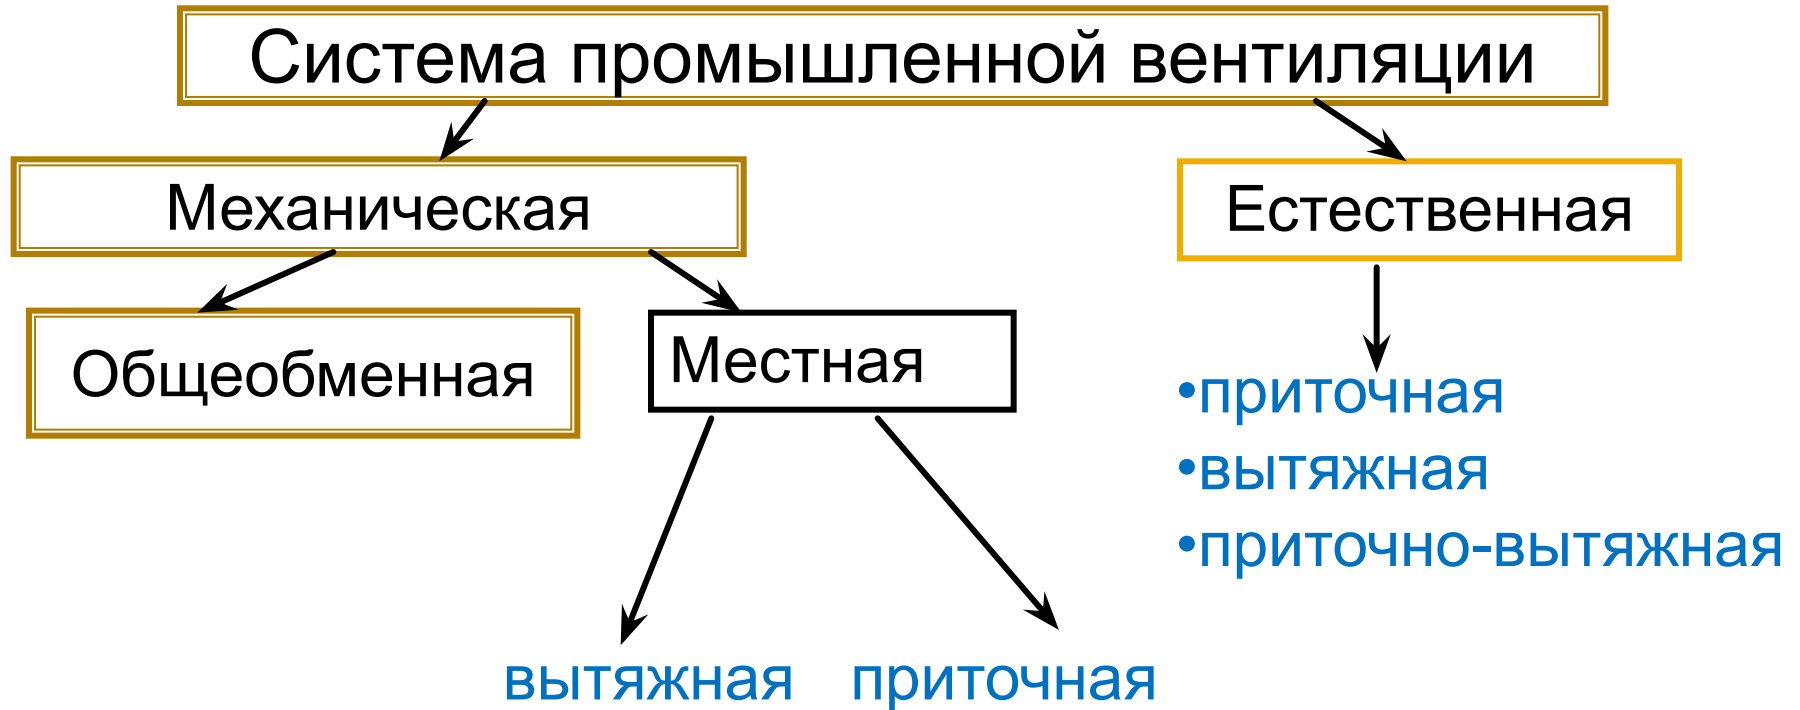 Система промышленной вентиляции
Механическая
Естественная
Общеобменная
Местная
•приточная
•вытяжная
•приточно-вытяжная
вытяжная
приточная